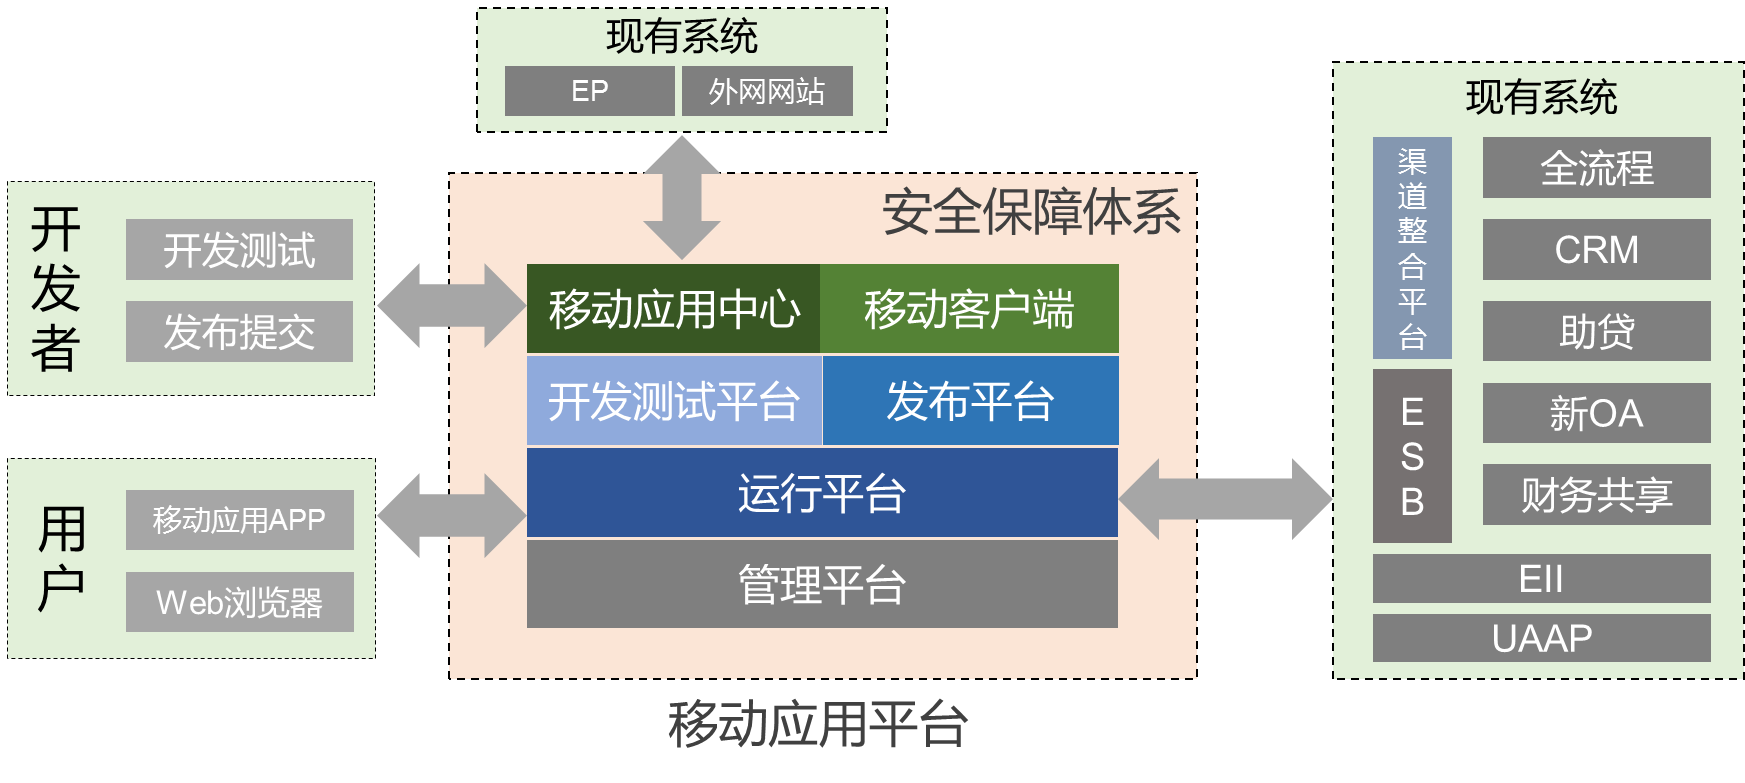 现有系统
EP
外网网站
开发者
开发测试
发布提交
用户
移动应用APP
Web浏览器
安全保障体系
移动应用中心
移动客户端
开发测试平台
发布平台
运行平台
管理平台
移动应用平台
现有系统
渠道整合平台
ESB
全流程
CRM
助贷
新OA
财务共享
EII
UAAP